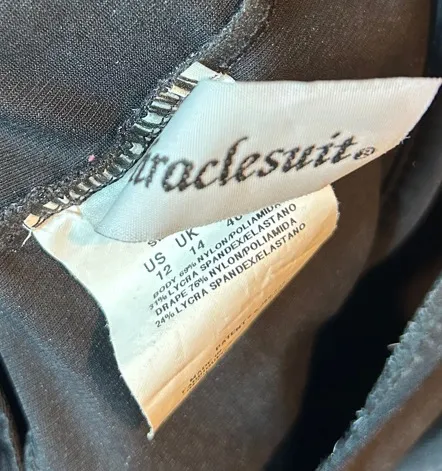 raclesuit®
US UK 40
12 14
BODY 69% NYLON/POLIAMIDA
31% LYCRA SPANDEX/ELASTANO
DRAPE 76% NYLON/POLIAMIDA
24% LYCRA SPANDEX/ELASTANO